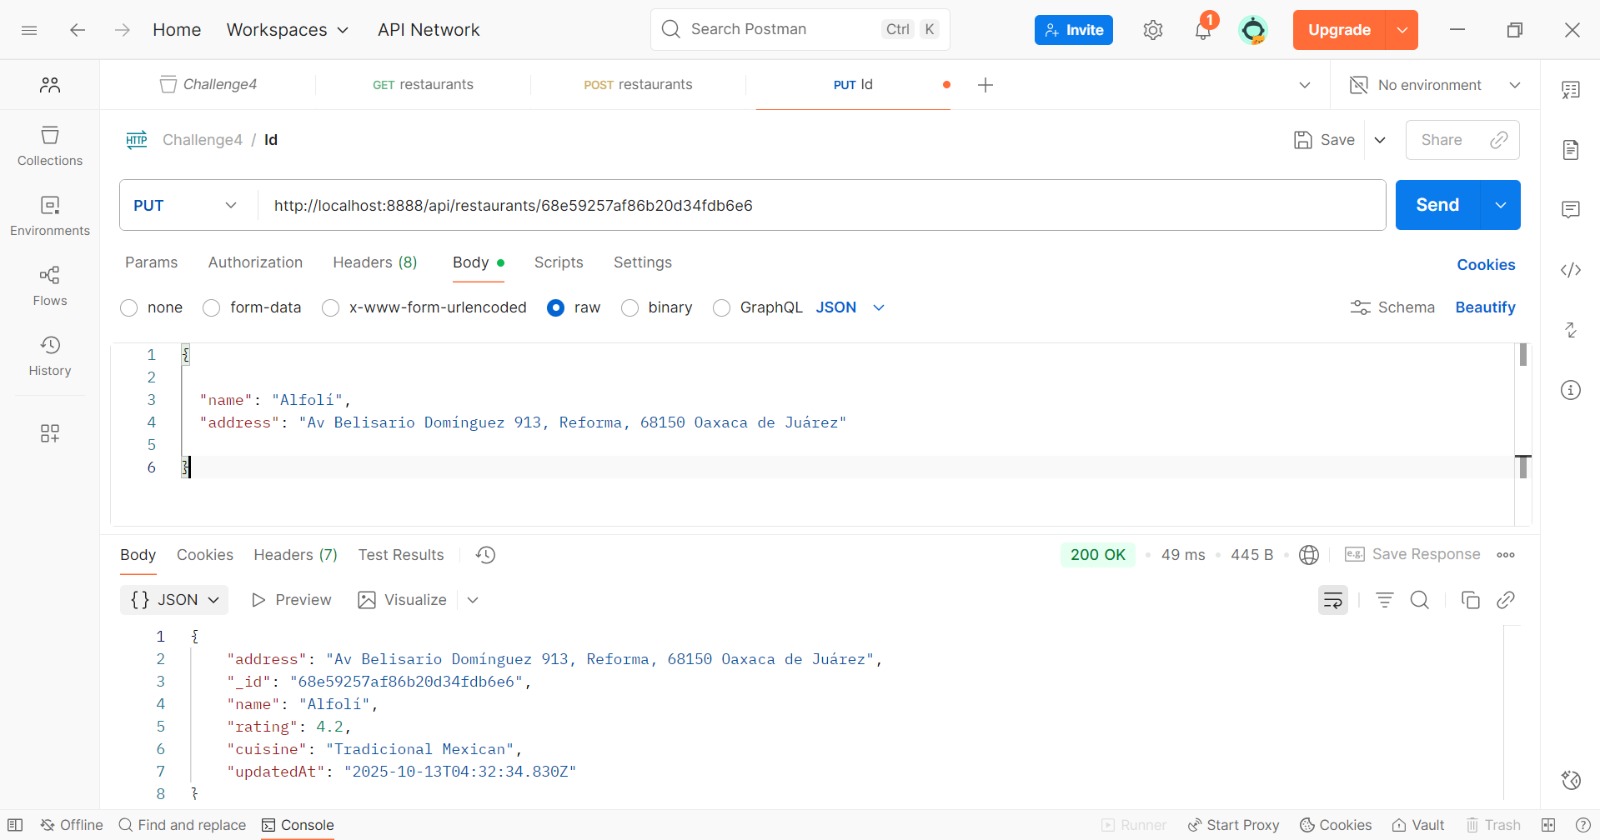 Home Workspaces API Network Search Postman Ctrl K Invite 1 Upgrade
Challenge4 GET restaurants POST restaurants PUT Id No environment
HTTP Challenge4 / Id Save Share
Collections
PUT http://localhost:8888/api/restaurants/68e59257af86b20d34fdb6e6 Send
Environments
Params Authorization Headers (8) Body Scripts Settings Cookies
Flows
none form-data x-www-form-urlencoded raw binary GraphQL JSON Schema Beautify
History
1 {
2
3 "name": "Alfolí",
4 "address": "Av Belisario Domínguez 913, Reforma, 68150 Oaxaca de Juárez"
5
6 }
Body Cookies Headers (7) Test Results 200 OK • 49 ms • 445 B • e.g. Save Response
{} JSON Preview Visualize
1 {
2 "address": "Av Belisario Domínguez 913, Reforma, 68150 Oaxaca de Juárez",
3 "_id": "68e59257af86b20d34fdb6e6",
4 "name": "Alfolí",
5 "rating": 4.2,
6 "cuisine": "Tradicional Mexican",
7 "updatedAt": "2025-10-13T04:32:34.830Z"
8 }
Offline Find and replace Console Runner Start Proxy Cookies Vault Trash